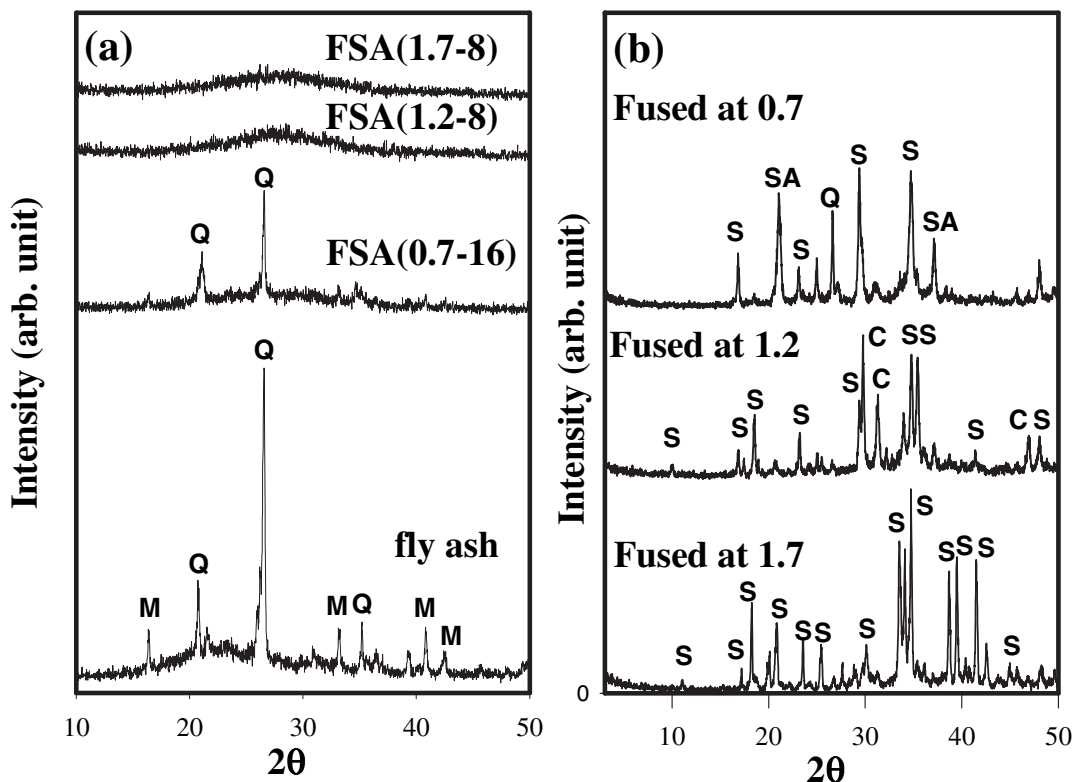 (a)
FSA(1.7-8)
FSA(1.2-8)
Q
Q
FSA(0.7-16)
Q
fly ash
M
Q
M
Q
M
M
10 20 30 40 50
2θ
Intensity (arb. unit)
(b)
Fused at 0.7
S
SA
S
Q
S
S
SA
Fused at 1.2
S
S
S
S
S
C
C
SS
S
C
S
Fused at 1.7
S
S
S
S
S
S
S
S
S
S
S
S
S
0
10 20 30 40 50
2θ
Intensity (arb. unit)